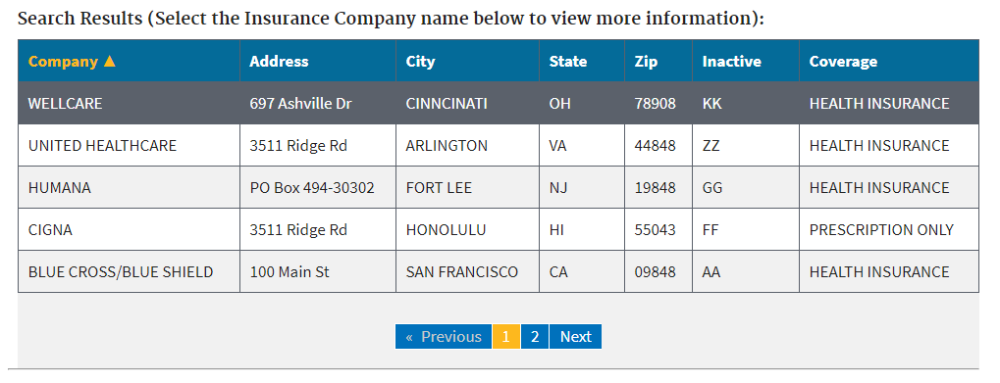 Search Results (Select the Insurance Company name below to view more information):
Company ▲ Address City State Zip Inactive Coverage
WELLCARE 697 Ashville Dr CINNCINATI OH 78908 KK HEALTH INSURANCE
UNITED HEALTHCARE 3511 Ridge Rd ARLINGTON VA 44848 ZZ HEALTH INSURANCE
HUMANA PO Box 494-30302 FORT LEE NJ 19848 GG HEALTH INSURANCE
CIGNA 3511 Ridge Rd HONOLULU HI 55043 FF PRESCRIPTION ONLY
BLUE CROSS/BLUE SHIELD 100 Main St SAN FRANCISCO CA 09848 AA HEALTH INSURANCE
« Previous 1 2 Next